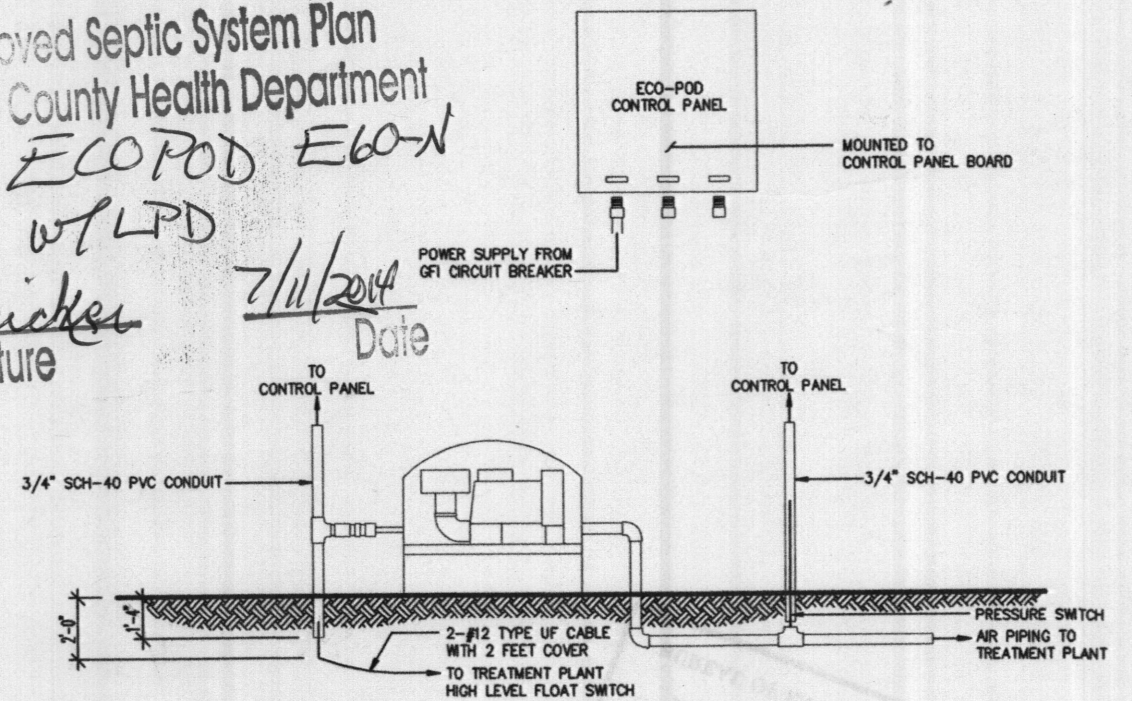 Septic System Plan
County Health Department
ECOPOD E60-N
w/ LPD
7/11/2014
Date
ECO-POD
CONTROL PANEL
MOUNTED TO
CONTROL PANEL BOARD
POWER SUPPLY FROM
GFI CIRCUIT BREAKER
TO
CONTROL PANEL
TO
CONTROL PANEL
3/4" SCH-40 PVC CONDUIT
3/4" SCH-40 PVC CONDUIT
2'-0"
1'-4"
PRESSURE SWITCH
2-#12 TYPE UF CABLE
WITH 2 FEET COVER
AIR PIPING TO
TREATMENT PLANT
TO TREATMENT PLANT
HIGH LEVEL FLOAT SWITCH